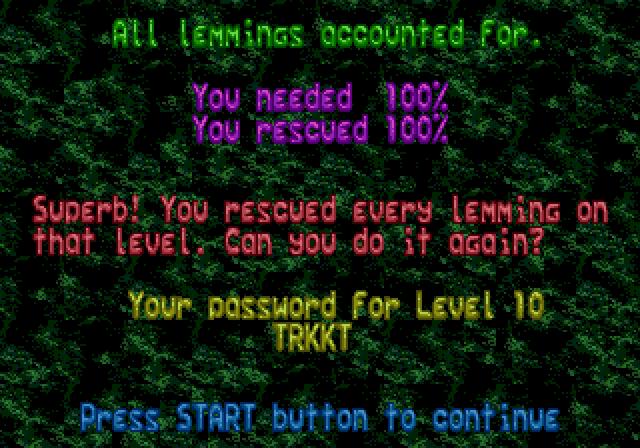 All lemmings accounted for.
You needed 100%
You rescued 100%
Superb! You rescued every lemming on
that level. Can you do it again?
Your password for Level 10
TRKKT
Press START button to continue